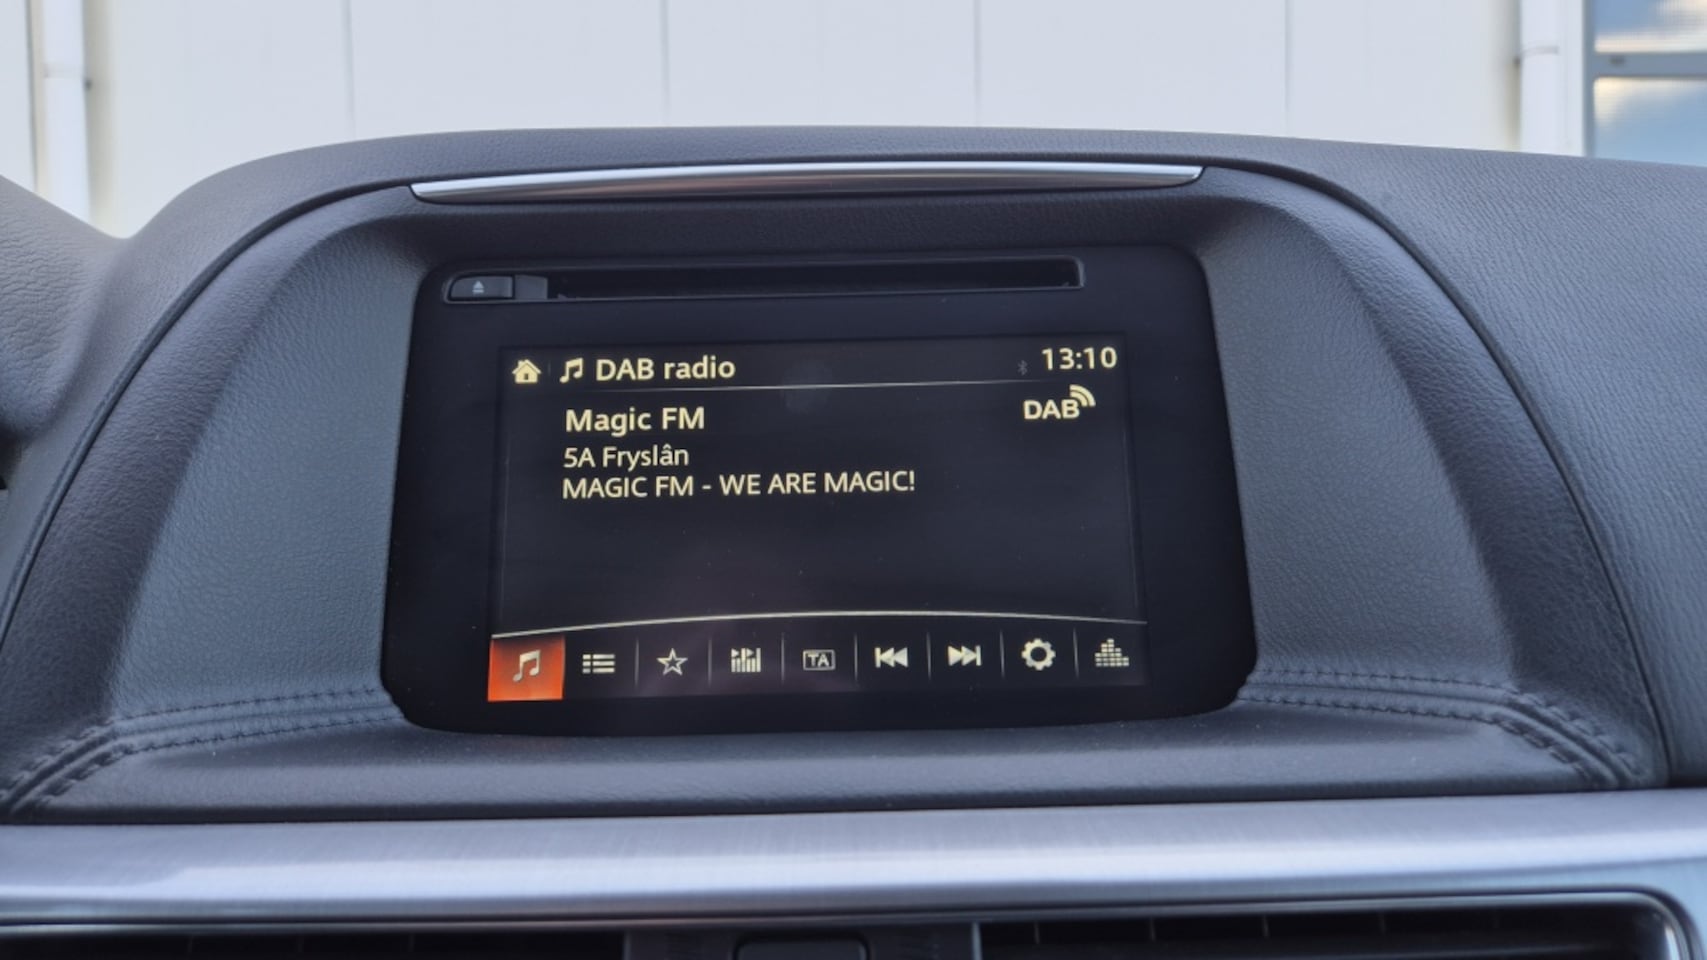 DAB radio
13:10
Magic FM
DAB
5A Fryslân
MAGIC FM - WE ARE MAGIC!
TA